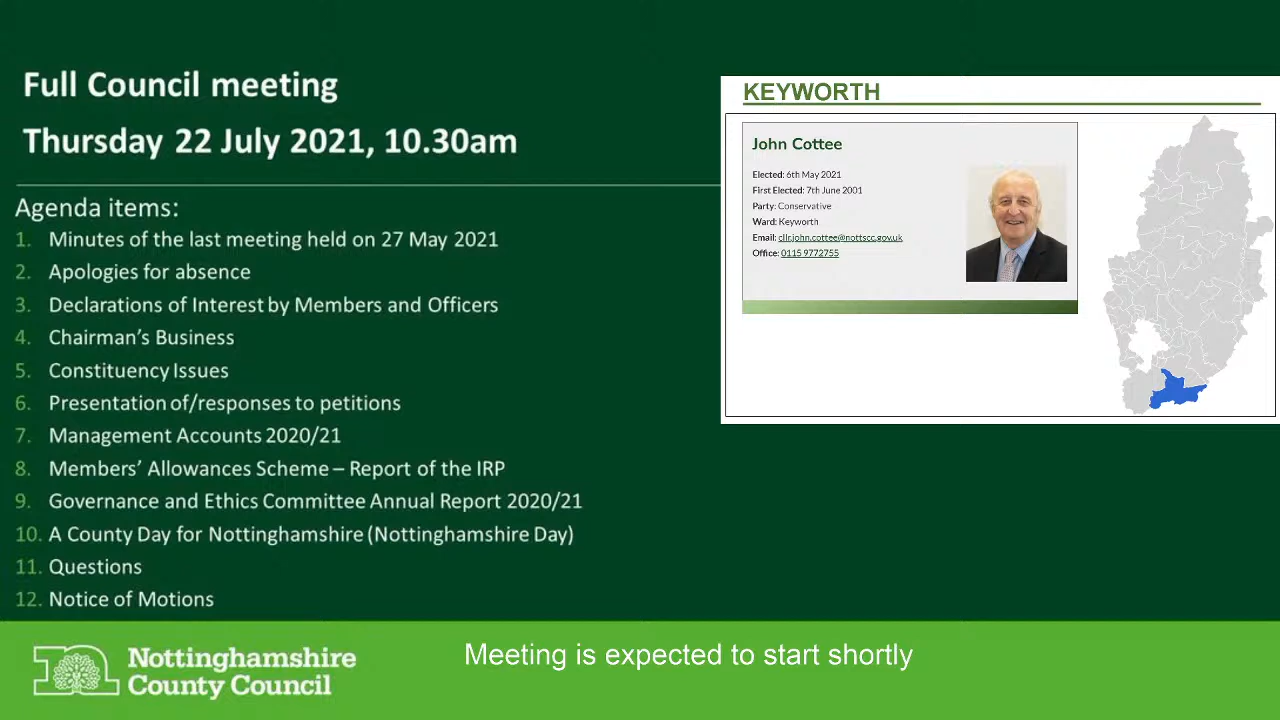 Full Council meeting
Thursday 22 July 2021, 10.30am
Agenda items:
1. Minutes of the last meeting held on 27 May 2021
2. Apologies for absence
3. Declarations of Interest by Members and Officers
4. Chairman's Business
5. Constituency Issues
6. Presentation of/responses to petitions
7. Management Accounts 2020/21
8. Members' Allowances Scheme – Report of the IRP
9. Governance and Ethics Committee Annual Report 2020/21
10. A County Day for Nottinghamshire (Nottinghamshire Day)
11. Questions
12. Notice of Motions
KEYWORTH
John Cottee
Elected: 6th May 2021
First Elected: 7th June 2001
Party: Conservative
Ward: Keyworth
Email: cllr.john.cottee@nottscc.gov.uk
Office: 0115 9772755
Nottinghamshire
County Council
Meeting is expected to start shortly